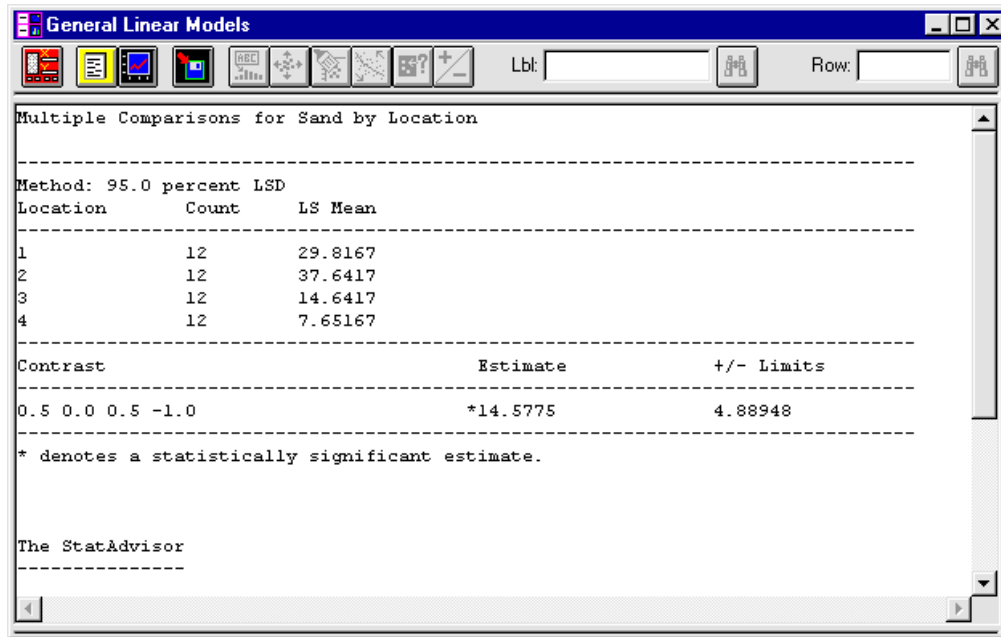 General Linear Models
Lbl: Row:
Multiple Comparisons for Sand by Location
--------------------------------------------------------------------------------
Method: 95.0 percent LSD
Location Count LS Mean
--------------------------------------------------------------------------------
1 12 29.8167
2 12 37.6417
3 12 14.6417
4 12 7.65167
--------------------------------------------------------------------------------
Contrast Estimate +/- Limits
--------------------------------------------------------------------------------
0.5 0.0 0.5 -1.0 *14.5775 4.88948
--------------------------------------------------------------------------------
* denotes a statistically significant estimate.
The StatAdvisor
---------------